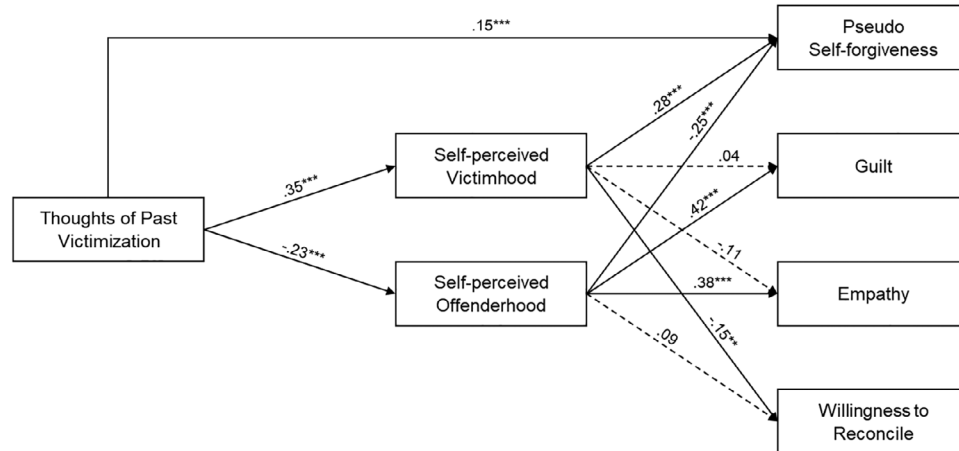 .15***
Pseudo
Self-forgiveness
.28***
-.25***
Self-perceived
Victimhood
.04
Guilt
.35***
.42***
Thoughts of Past
Victimization
-.23***
-.11
Self-perceived
Offenderhood
.38***
Empathy
-.15**
.09
Willingness to
Reconcile